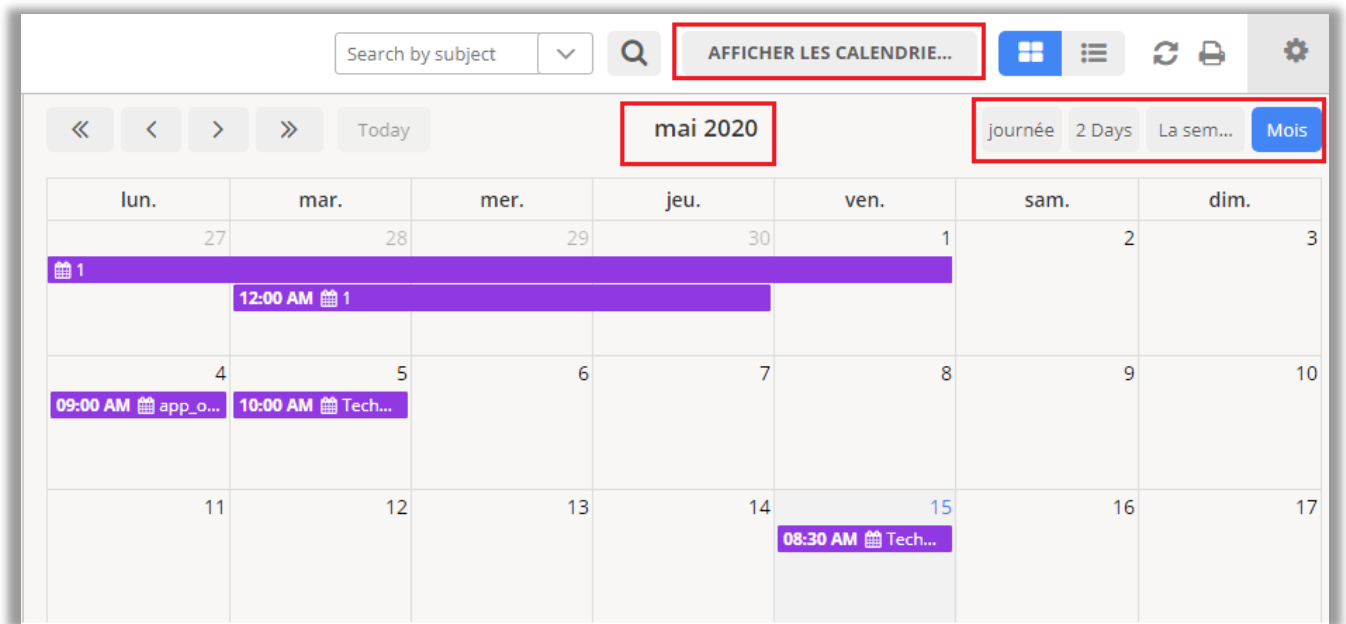 Search by subject
AFFICHER LES CALENDRIE...
Today
mai 2020
journée 2 Days La sem... Mois
lun. mar. mer. jeu. ven. sam. dim.
27 28 29 30 1 2 3
1
12:00 AM 1
4 5 6 7 8 9 10
09:00 AM app_o... 10:00 AM Tech...
11 12 13 14 15 16 17
08:30 AM Tech...